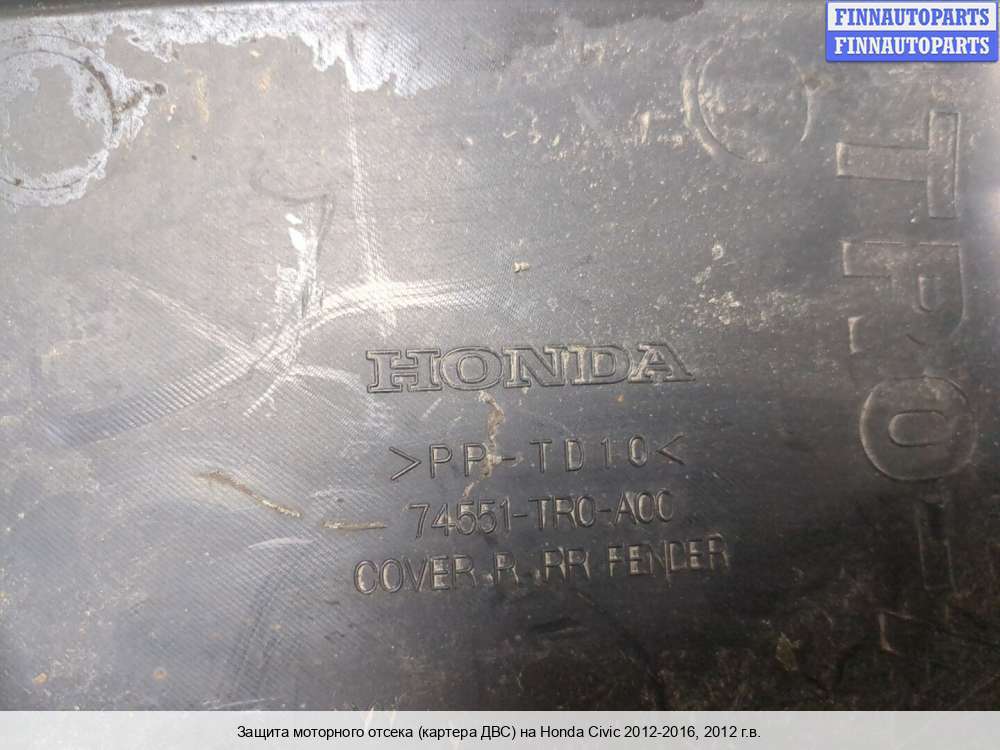 FINNAUTOPARTS
FINNAUTOPARTS
HONDA
>PP-TD10<
74551-TR0-A00
COVER R, RR FENDER
TR0-
Защита моторного отсека (картера ДВС) на Honda Civic 2012-2016, 2012 г.в.